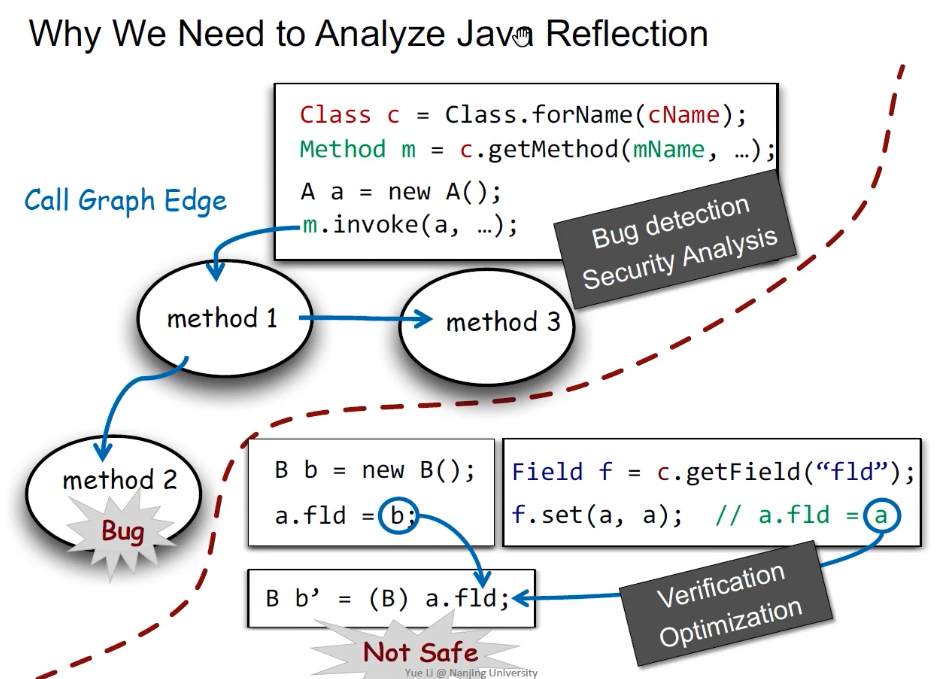 Why We Need to Analyze Java Reflection
Class c = Class.forName(cName);
Method m = c.getMethod(mName, …);
A a = new A();
m.invoke(a, …);
Call Graph Edge
Bug detection
Security Analysis
method 1
method 3
method 2
Bug
B b = new B();
a.fld = b;
Field f = c.getField(“fld”);
f.set(a, a); // a.fld = a
B b’ = (B) a.fld;
Verification
Optimization
Not Safe
Yue Li @ Nanjing University